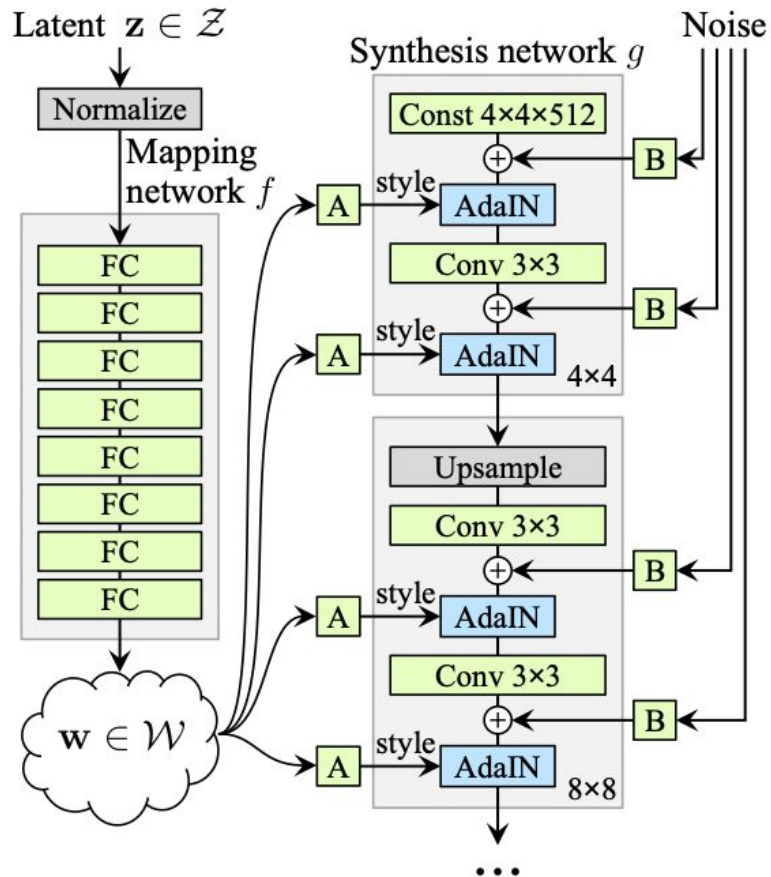 Latent z ∈ 𝒵
Normalize
Mapping
network f
FC
FC
FC
FC
FC
FC
FC
FC
w ∈ 𝒲
Noise
Synthesis network g
Const 4×4×512
B
A
style
AdaIN
Conv 3×3
B
A
style
AdaIN
4×4
Upsample
Conv 3×3
B
A
style
AdaIN
Conv 3×3
B
A
style
AdaIN
8×8
...